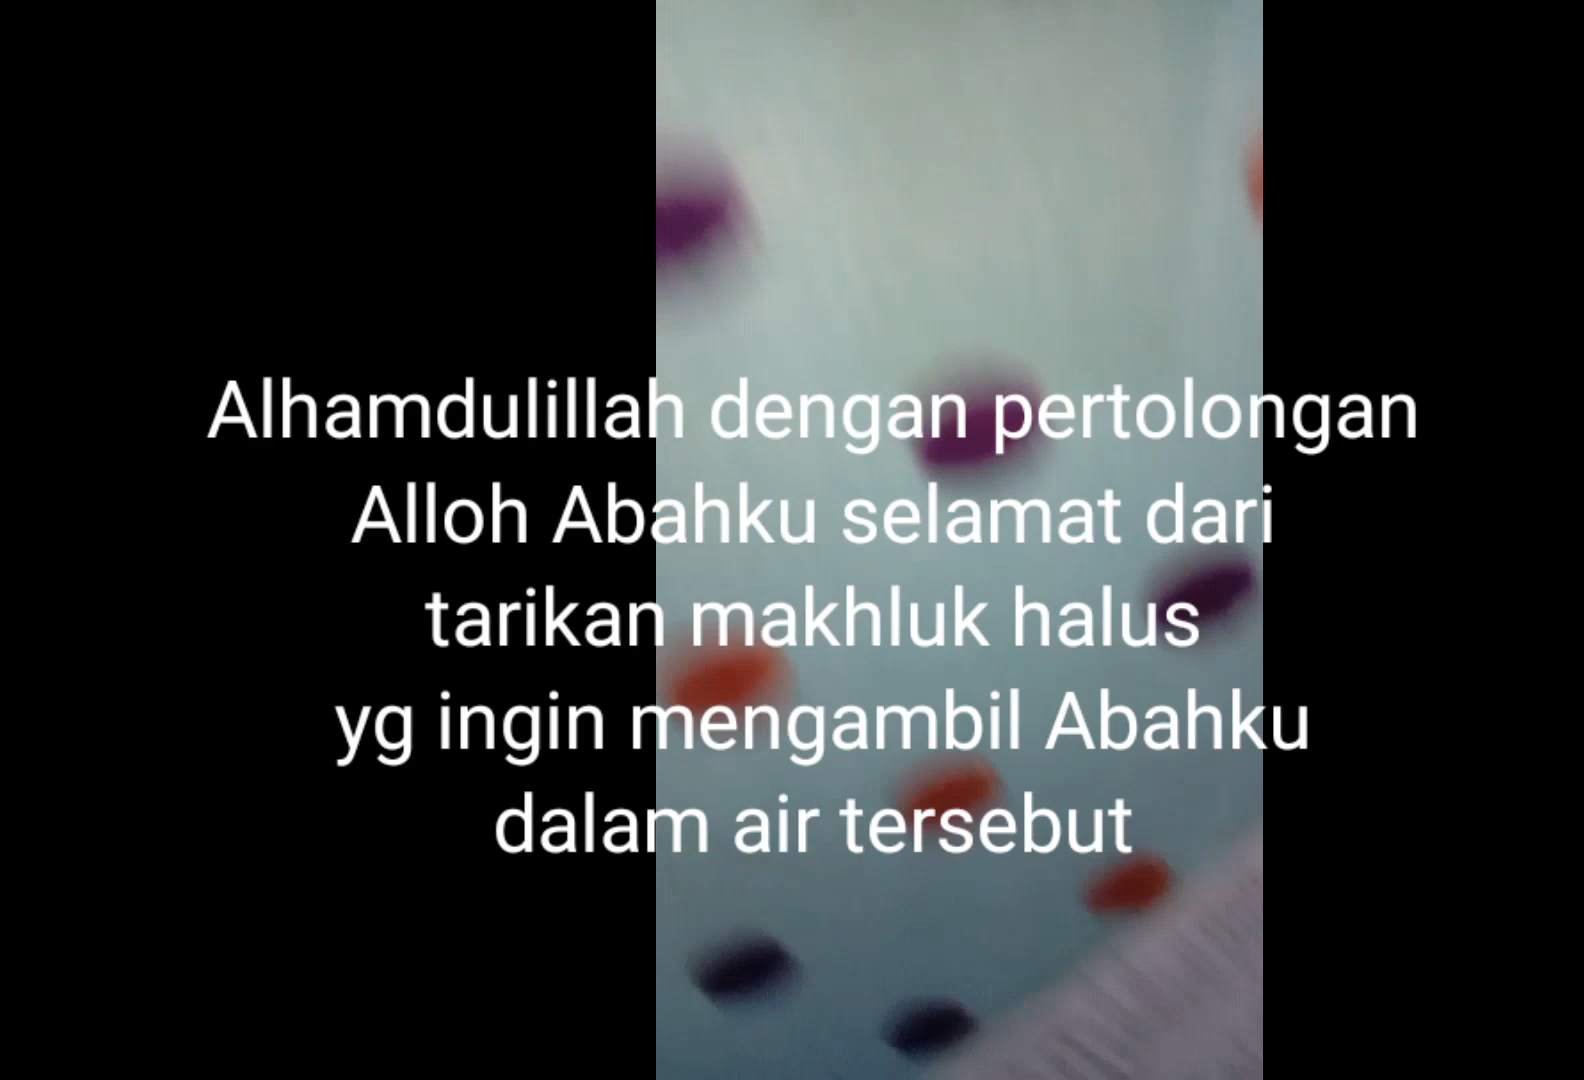 Alhamdulillah dengan pertolongan
Alloh Abahku selamat dari
tarikan makhluk halus
yg ingin mengambil Abahku
dalam air tersebut